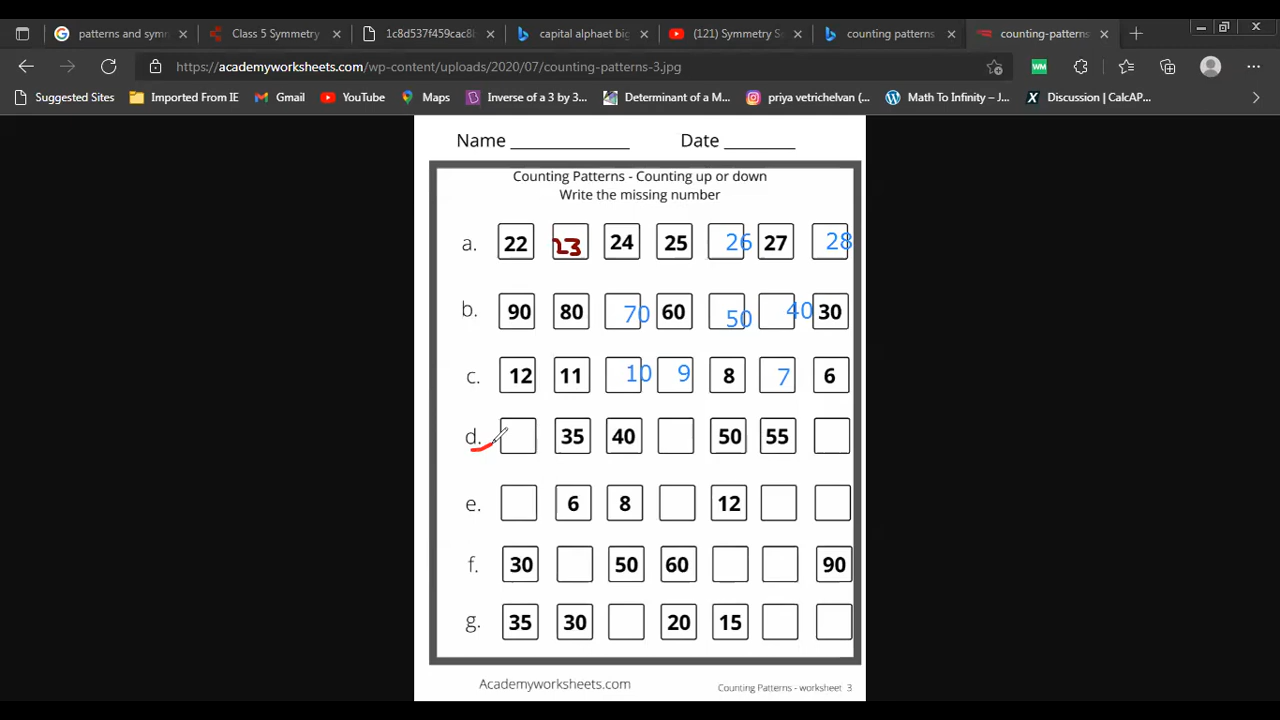 patterns and sym
Class 5 Symmetry
1c8d537f459cac8
capital alphaet big
(121) Symmetry S
counting patterns
counting-patterns
https://academyworksheets.com/wp-content/uploads/2020/07/counting-patterns-3.jpg
Suggested Sites Imported From IE Gmail YouTube Maps Inverse of a 3 by 3... Determinant of a M... priya vetrichelvan (... Math To Infinity – J... Discussion | CalcAP...
Name ____________ Date ________
Counting Patterns - Counting up or down
Write the missing number
a. 22 23 24 25 26 27 28
b. 90 80 70 60 50 40 30
c. 12 11 10 9 8 7 6
d. 35 40 50 55
e. 6 8 12
f. 30 50 60 90
g. 35 30 20 15
Academyworksheets.com
Counting Patterns - worksheet 3